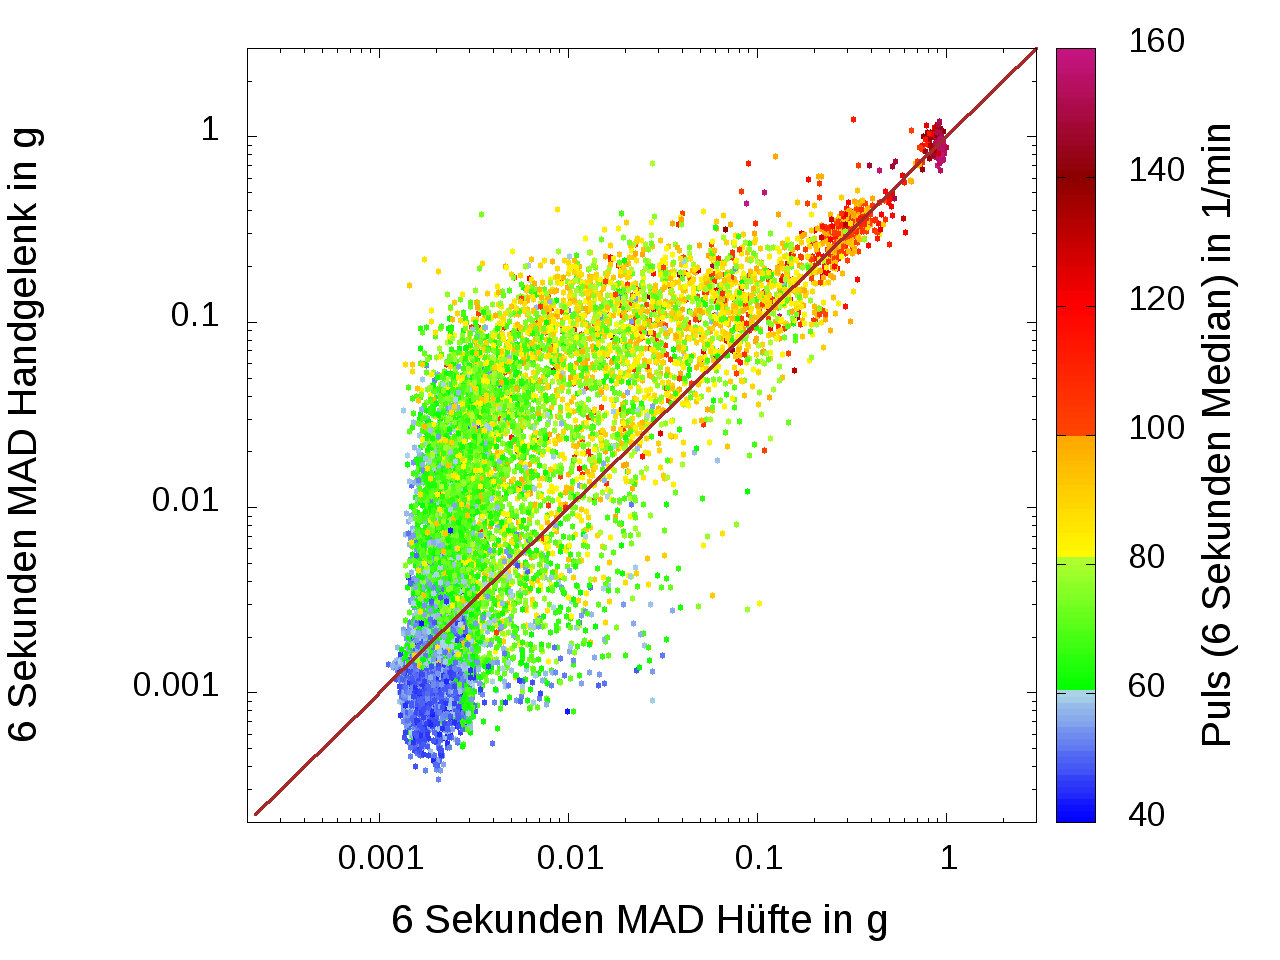 6 Sekunden MAD Handgelenk in g
1
0.1
0.01
0.001
0.001 0.01 0.1 1
6 Sekunden MAD Hüfte in g
160
140
120
100
80
60
40
Puls (6 Sekunden Median) in 1/min